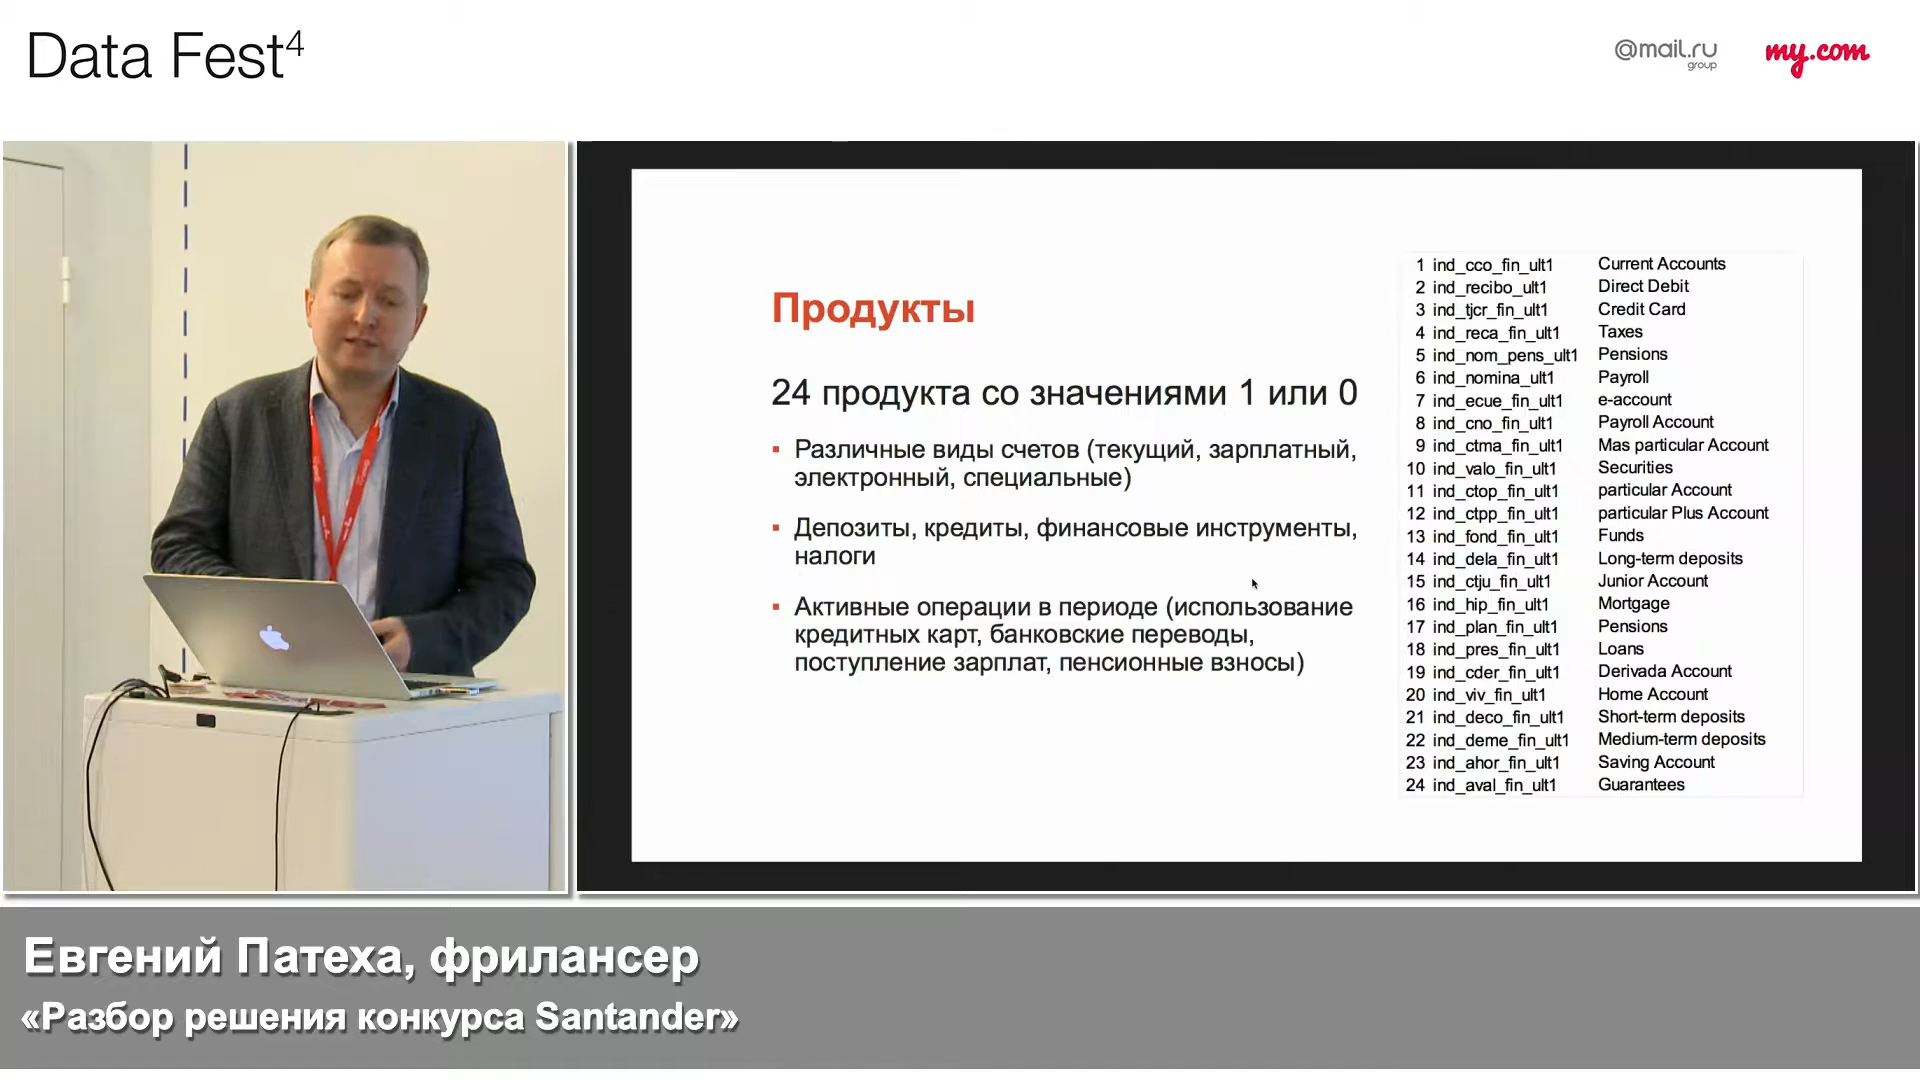 Data Fest⁴
@mail.ru
group
my.com
Продукты
24 продукта со значениями 1 или 0
▪ Различные виды счетов (текущий, зарплатный,
электронный, специальные)
▪ Депозиты, кредиты, финансовые инструменты,
налоги
▪ Активные операции в периоде (использование
кредитных карт, банковские переводы,
поступление зарплат, пенсионные взносы)
1 ind_cco_fin_ult1 Current Accounts
2 ind_recibo_ult1 Direct Debit
3 ind_tjcr_fin_ult1 Credit Card
4 ind_reca_fin_ult1 Taxes
5 ind_nom_pens_ult1 Pensions
6 ind_nomina_ult1 Payroll
7 ind_ecue_fin_ult1 e-account
8 ind_cno_fin_ult1 Payroll Account
9 ind_ctma_fin_ult1 Mas particular Account
10 ind_valo_fin_ult1 Securities
11 ind_ctop_fin_ult1 particular Account
12 ind_ctpp_fin_ult1 particular Plus Account
13 ind_fond_fin_ult1 Funds
14 ind_dela_fin_ult1 Long-term deposits
15 ind_ctju_fin_ult1 Junior Account
16 ind_hip_fin_ult1 Mortgage
17 ind_plan_fin_ult1 Pensions
18 ind_pres_fin_ult1 Loans
19 ind_cder_fin_ult1 Derivada Account
20 ind_viv_fin_ult1 Home Account
21 ind_deco_fin_ult1 Short-term deposits
22 ind_deme_fin_ult1 Medium-term deposits
23 ind_ahor_fin_ult1 Saving Account
24 ind_aval_fin_ult1 Guarantees
Евгений Патеха, фрилансер
«Разбор решения конкурса Santander»